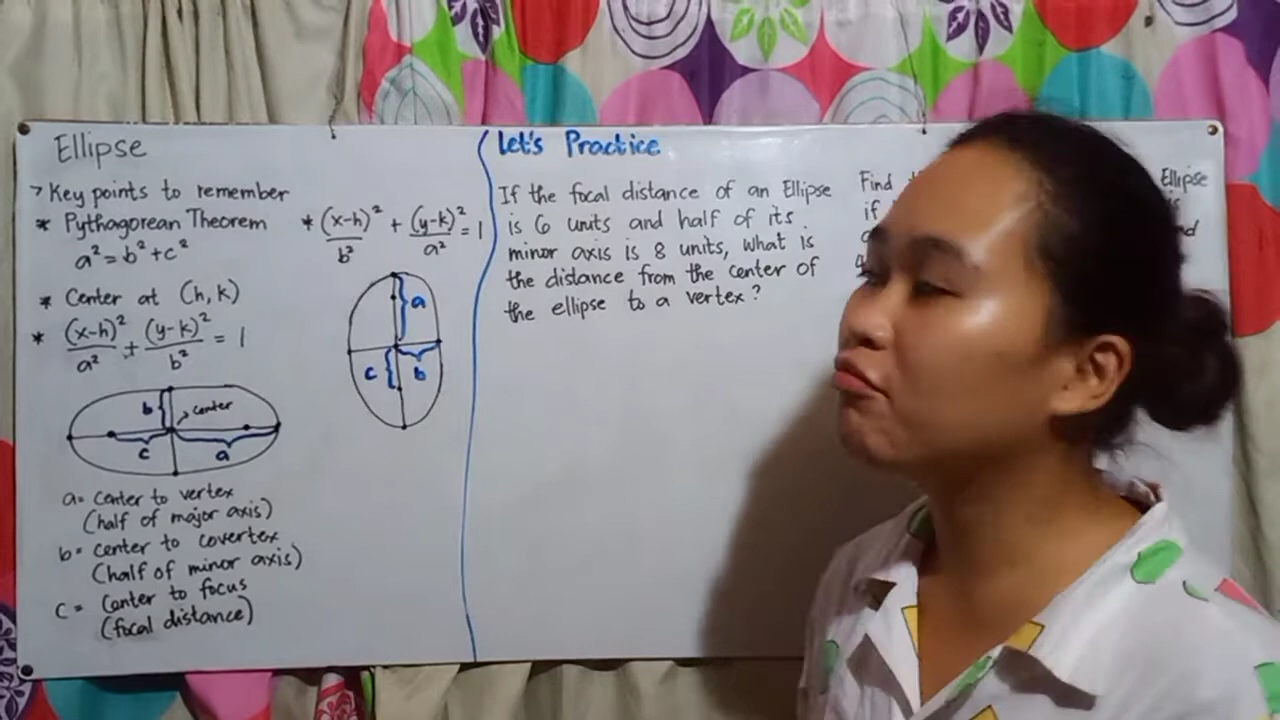 Ellipse
> Key points to remember
* Pythagorean Theorem
a² = b² + c²
* Center at (h, k)
* (x-h)²/a² + (y-k)²/b² = 1
b
center
c
a
a = center to vertex
(half of major axis)
b = center to covertex
(half of minor axis)
c = center to focus
(focal distance)
* (x-h)²/b² + (y-k)²/a² = 1
a
c
b
Let's Practice
If the focal distance of an Ellipse
is 6 units and half of its
minor axis is 8 units, what is
the distance from the center of
the ellipse to a vertex?
Find
Ellipse
if